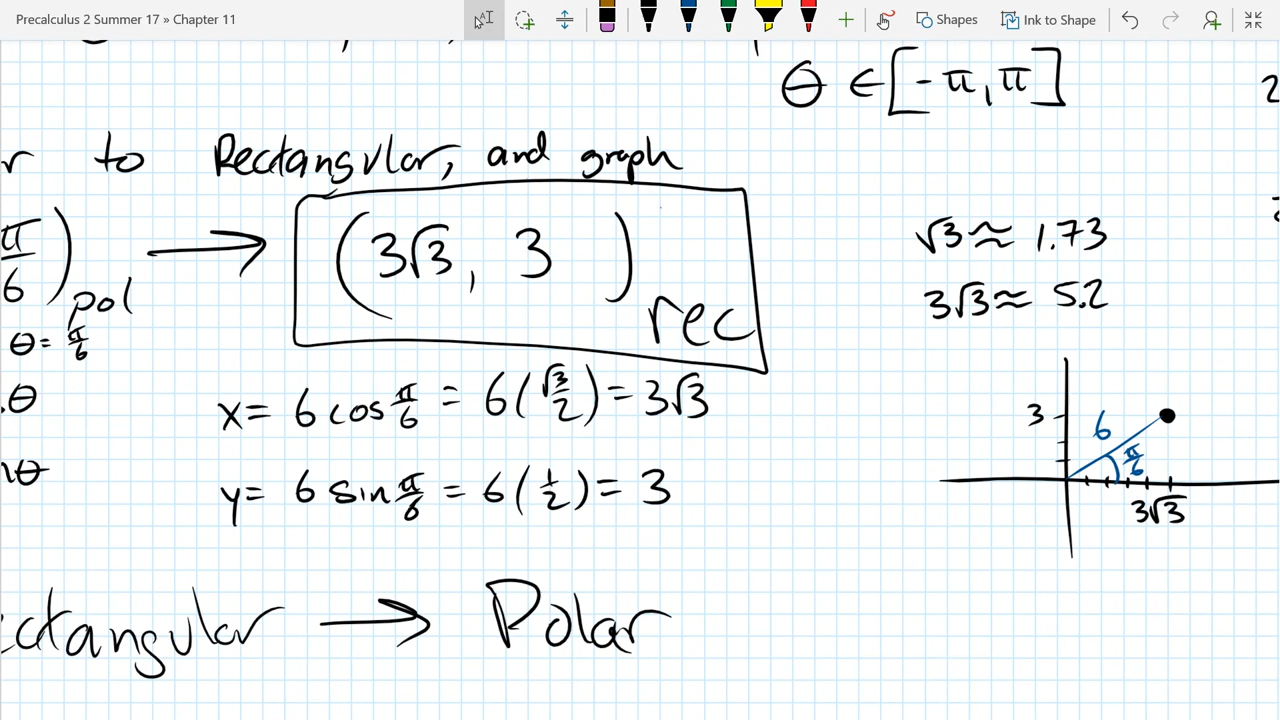 Precalculus 2 Summer 17 » Chapter 11
Shapes
Ink to Shape
θ ∈ [-π, π]
2
r to Rectangular, and graph
π/6)pol → (3√3, 3)rec
√3 ≈ 1.73
3√3 ≈ 5.2
θ = π/6
θ
x = 6 cos π/6 = 6(√3/2) = 3√3
nθ
y = 6 sin π/6 = 6(1/2) = 3
3
6
π/6
3√3
ctangular → Polar